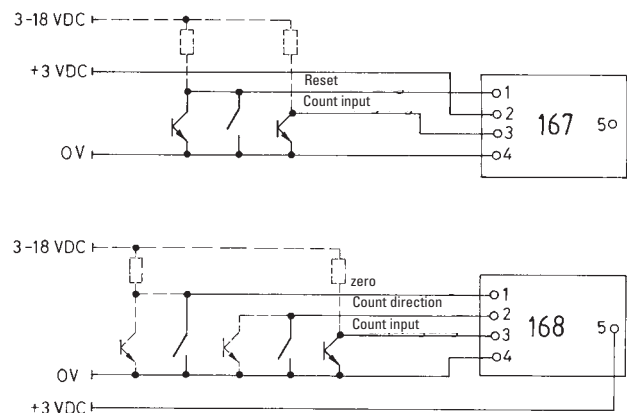 3-18 VDC
+3 VDC
Reset
Count input
0V
1
2
3
4
167
5
3-18 VDC
zero
Count direction
Count input
0V
+3 VDC
1
2
3
4
168
5